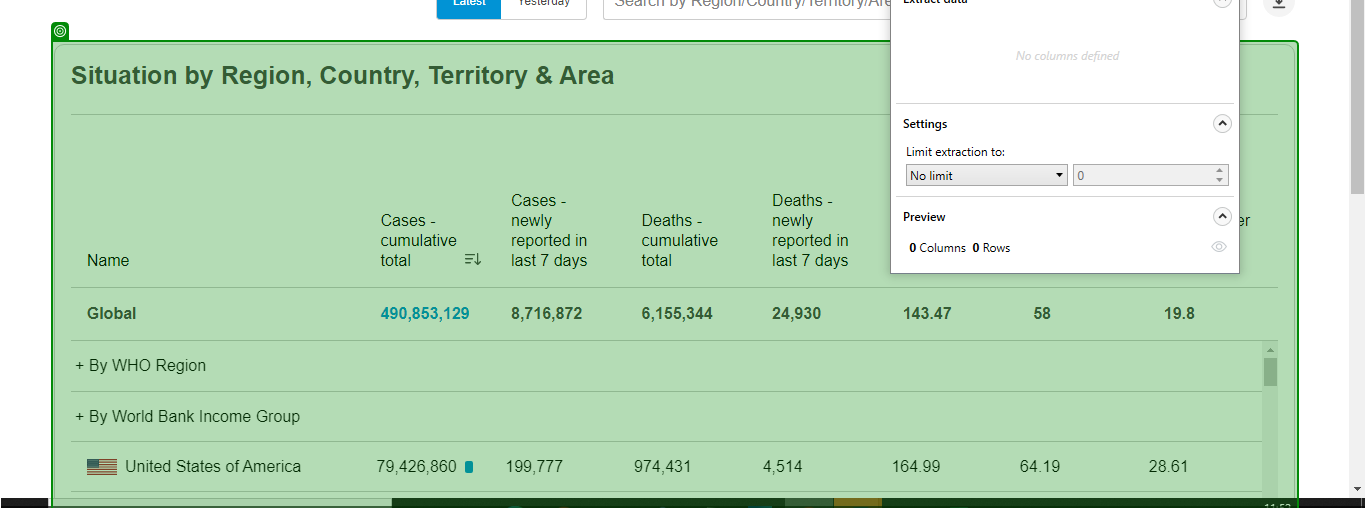 Latest Yesterday Search by Region/Country/Territory/Are
Extract data
No columns defined
Situation by Region, Country, Territory & Area
Settings
Limit extraction to:
No limit 0
Preview
0 Columns 0 Rows
Name
Cases -
cumulative
total
Cases -
newly
reported in
last 7 days
Deaths -
cumulative
total
Deaths -
newly
reported in
last 7 days
er
Global 490,853,129 8,716,872 6,155,344 24,930 143.47 58 19.8
+ By WHO Region
+ By World Bank Income Group
United States of America 79,426,860 199,777 974,431 4,514 164.99 64.19 28.61